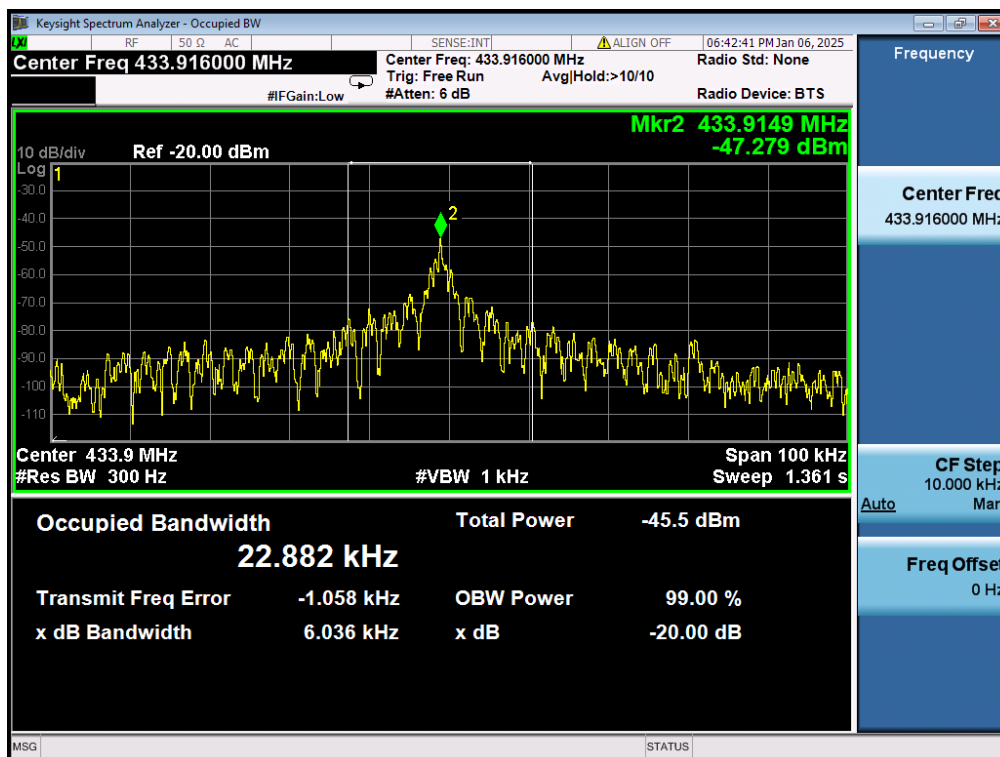 Keysight Spectrum Analyzer - Occupied BW
LXI RF 50 Ω AC SENSE:INT ALIGN OFF 06:42:41 PM Jan 06, 2025
Center Freq 433.916000 MHz
Center Freq: 433.916000 MHz Radio Std: None
Trig: Free Run Avg|Hold:>10/10
#IFGain:Low #Atten: 6 dB Radio Device: BTS
Mkr2 433.9149 MHz
-47.279 dBm
10 dB/div Ref -20.00 dBm
Log
1
2
-30.0
-40.0
-50.0
-60.0
-70.0
-80.0
-90.0
-100
-110
Center 433.9 MHz Span 100 kHz
#Res BW 300 Hz #VBW 1 kHz Sweep 1.361 s
Occupied Bandwidth Total Power -45.5 dBm
22.882 kHz
Transmit Freq Error -1.058 kHz OBW Power 99.00 %
x dB Bandwidth 6.036 kHz x dB -20.00 dB
MSG STATUS
Frequency
Center Freq
433.916000 MHz
CF Step
10.000 kHz
Auto Man
Freq Offset
0 Hz